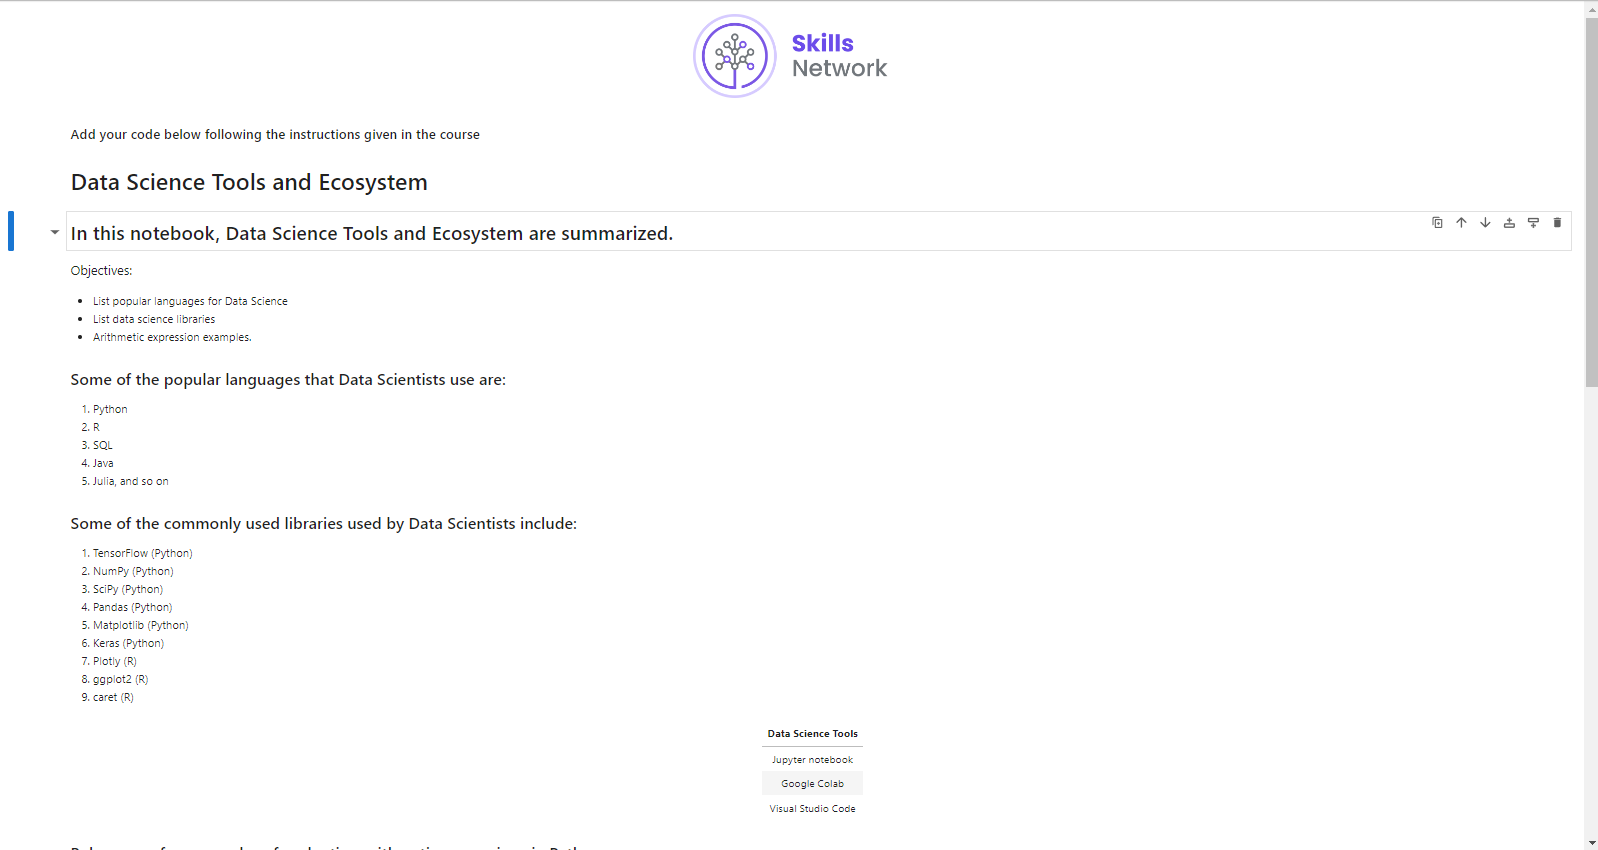 Skills
Network
Add your code below following the instructions given in the course
Data Science Tools and Ecosystem
In this notebook, Data Science Tools and Ecosystem are summarized.
Objectives:
• List popular languages for Data Science
• List data science libraries
• Arithmetic expression examples.
Some of the popular languages that Data Scientists use are:
1. Python
2. R
3. SQL
4. Java
5. Julia, and so on
Some of the commonly used libraries used by Data Scientists include:
1. TensorFlow (Python)
2. NumPy (Python)
3. SciPy (Python)
4. Pandas (Python)
5. Matplotlib (Python)
6. Keras (Python)
7. Plotly (R)
8. ggplot2 (R)
9. caret (R)
Data Science Tools
Jupyter notebook
Google Colab
Visual Studio Code